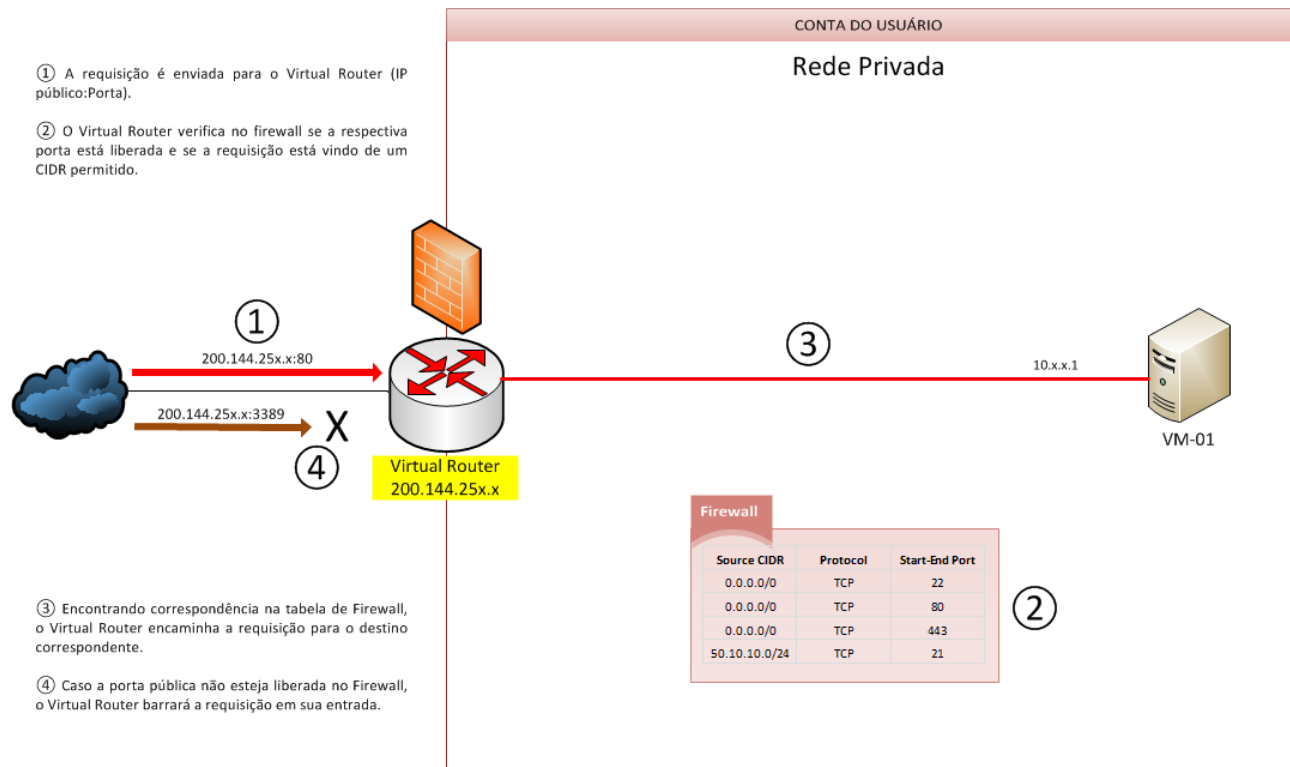 CONTA DO USUÁRIO
Rede Privada
① A requisição é enviada para o Virtual Router (IP
público:Porta).
② O Virtual Router verifica no firewall se a respectiva
porta está liberada e se a requisição está vindo de um
CIDR permitido.
①
200.144.25x.x:80
200.144.25x.x:3389
X
④
Virtual Router
200.144.25x.x
③
10.x.x.1
VM-01
Firewall
Source CIDR Protocol Start-End Port
0.0.0.0/0 TCP 22
0.0.0.0/0 TCP 80
0.0.0.0/0 TCP 443
50.10.10.0/24 TCP 21
②
③ Encontrando correspondência na tabela de Firewall,
o Virtual Router encaminha a requisição para o destino
correspondente.
④ Caso a porta pública não esteja liberada no Firewall,
o Virtual Router barrará a requisição em sua entrada.